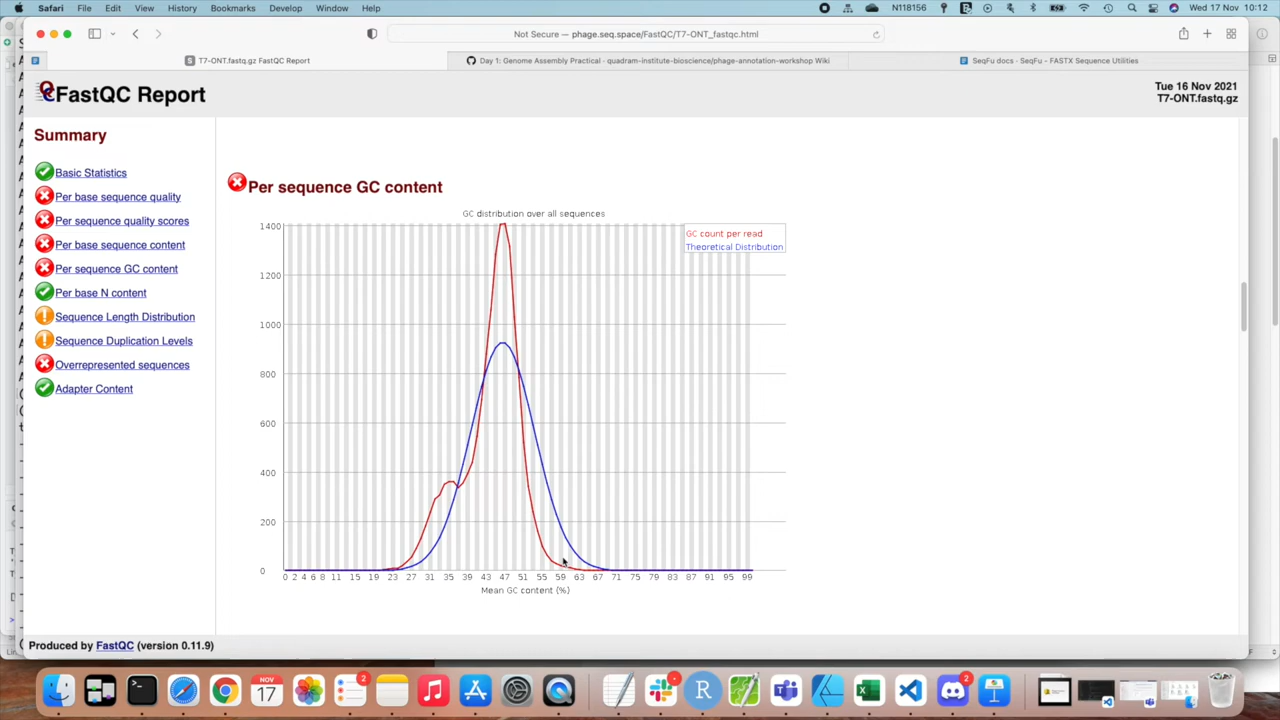 Safari File Edit View History Bookmarks Develop Window Help N118156 Wed 17 Nov 10:12
Not Secure — phage.seq.space/FastQC/T7-ONT_fastqc.html
T7-ONT.fastq.gz FastQC Report
Day 1: Genome Assembly Practical · quadram-institute-bioscience/phage-annotation-workshop Wiki
SeqFu docs - SeqFu - FASTX Sequence Utilities
FastQC Report
Tue 16 Nov 2021
T7-ONT.fastq.gz
Summary
Basic Statistics
Per base sequence quality
Per sequence quality scores
Per base sequence content
Per sequence GC content
Per base N content
Sequence Length Distribution
Sequence Duplication Levels
Overrepresented sequences
Adapter Content
Per sequence GC content
GC distribution over all sequences
GC count per read
Theoretical Distribution
1400
1200
1000
800
600
400
200
0
0 2 4 6 8 11 15 19 23 27 31 35 39 43 47 51 55 59 63 67 71 75 79 83 87 91 95 99
Mean GC content (%)
Produced by FastQC (version 0.11.9)
NOV
17
2
2